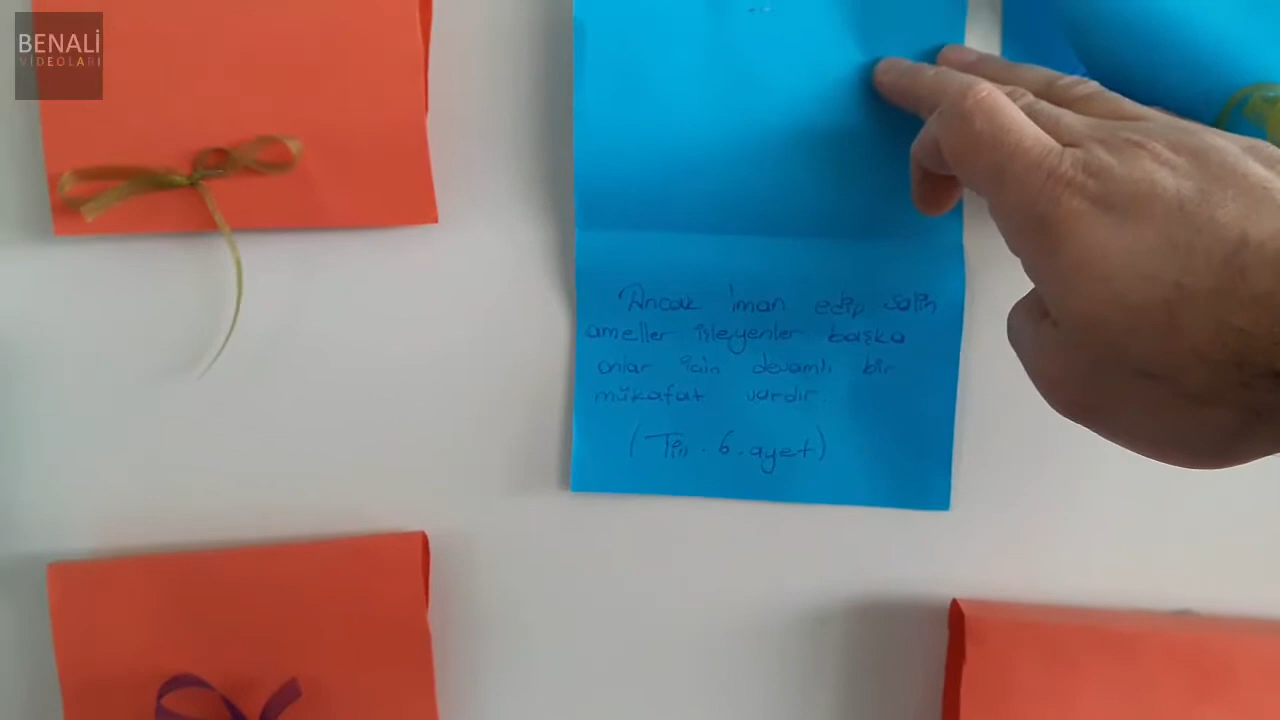 BENALİ
VİDEOLARI
Ancak iman edip salih
ameller işleyenler başka
onlar için devamlı bir
mükafat vardır.
(Tin. 6. ayet)